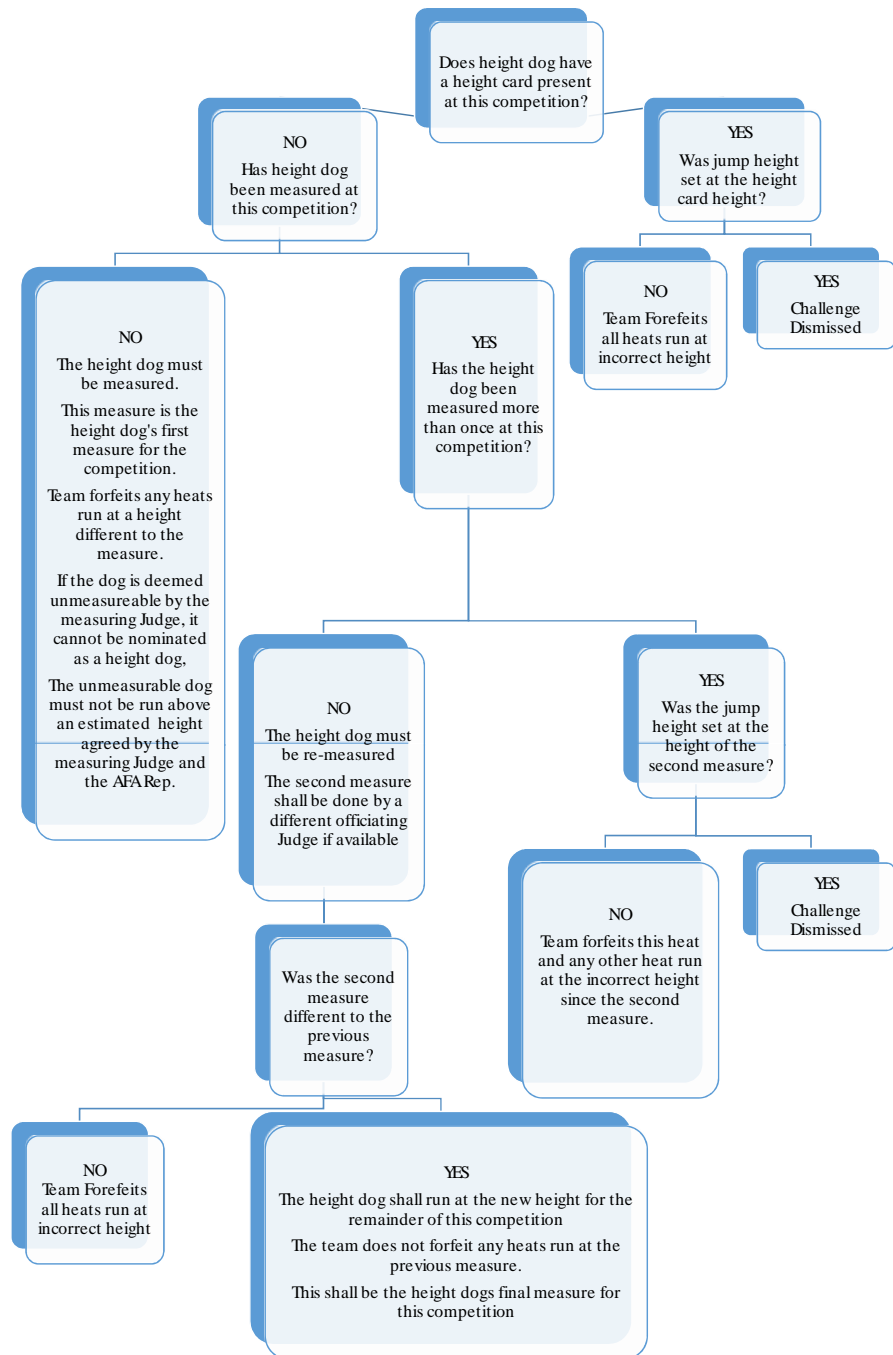 Does height dog have
a height card present
at this competition?
NO
Has height dog
been measured at
this competition?
YES
Was jump height
set at the height
card height?
NO
The height dog must
be measured.
This measure is the
height dog's first
measure for the
competition.
Team forfeits any heats
run at a height
different to the
measure.
If the dog is deemed
unmeasureable by the
measuring Judge, it
cannot be nominated
as a height dog,
The unmeasurable dog
must not be run above
an estimated height
agreed by the
measuring Judge and
the AFA Rep.
YES
Has the height
dog been
measured more
than once at this
competition?
NO
Team Forefeits
all heats run at
incorrect height
YES
Challenge
Dismissed
NO
The height dog must
be re-measured
The second measure
shall be done by a
different officiating
Judge if available
YES
Was the jump
height set at the
height of the
second measure?
Was the second
measure
different to the
previous
measure?
NO
Team forfeits this heat
and any other heat run
at the incorrect height
since the second
measure.
YES
Challenge
Dismissed
NO
Team Forefeits
all heats run at
incorrect height
YES
The height dog shall run at the new height for the
remainder of this competition
The team does not forfeit any heats run at the
previous measure.
This shall be the height dogs final measure for
this competition